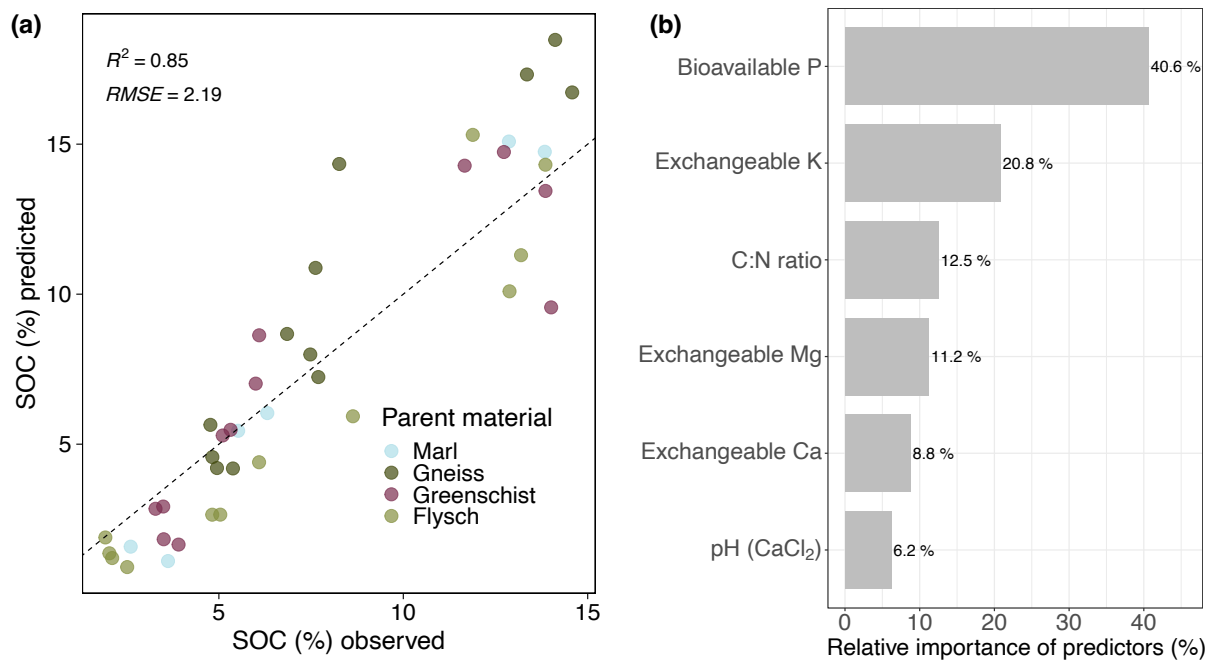 (a)
R² = 0.85
RMSE = 2.19
15
10
5
SOC (%) predicted
Parent material
Marl
Gneiss
Greenschist
Flysch
5
10
15
SOC (%) observed
(b)
Bioavailable P
40.6 %
Exchangeable K
20.8 %
C:N ratio
12.5 %
Exchangeable Mg
11.2 %
Exchangeable Ca
8.8 %
pH (CaCl₂)
6.2 %
0
10
20
30
40
Relative importance of predictors (%)